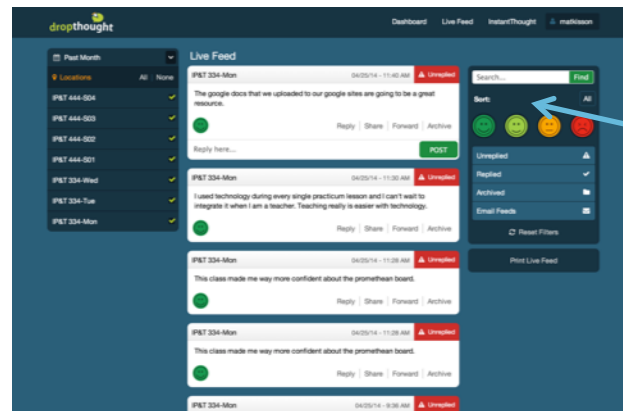 dropthought
Dashboard Live Feed InstantThought matkisson
Past Month
Locations All None
IP&T 444-S04
IP&T 444-S03
IP&T 444-S02
IP&T 444-S01
IP&T 334-Wed
IP&T 334-Tue
IP&T 334-Mon
Live Feed
IP&T 334-Mon 04/25/14 - 11:40 AM Unreplied
The google docs that we uploaded to our google sites are going to be a great
resource.
Reply Share Forward Archive
Reply here... POST
IP&T 334-Mon 04/25/14 - 11:30 AM Unreplied
I used technology during every single practicum lesson and I can't wait to
integrate it when I am a teacher. Teaching really is easier with technology.
Reply Share Forward Archive
IP&T 334-Mon 04/25/14 - 11:28 AM Unreplied
This class made me way more confident about the promethean board.
Reply Share Forward Archive
IP&T 334-Mon 04/25/14 - 11:28 AM Unreplied
This class made me way more confident about the promethean board.
Reply Share Forward Archive
IP&T 334-Mon 04/25/14 - 9:36 AM Unreplied
Search... Find
Sort: All
Unreplied
Replied
Archived
Email Feeds
Reset Filters
Print Live Feed